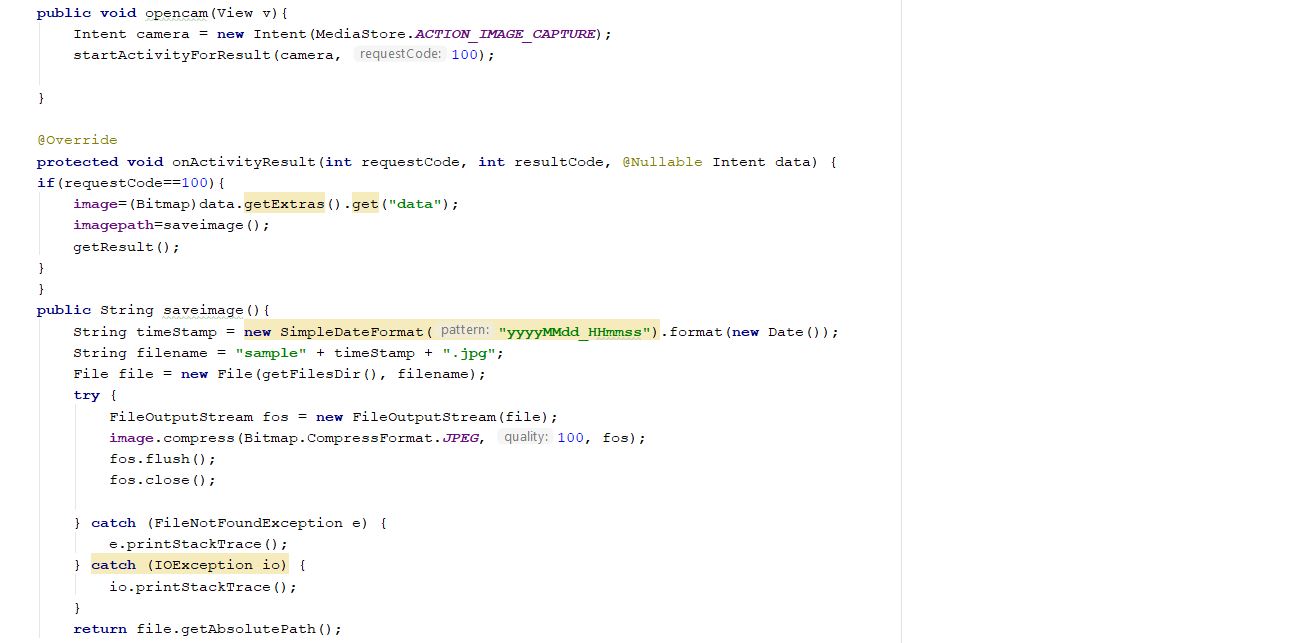 public void opencam(View v){
Intent camera = new Intent(MediaStore.ACTION_IMAGE_CAPTURE);
startActivityForResult(camera, requestCode: 100);
}
@Override
protected void onActivityResult(int requestCode, int resultCode, @Nullable Intent data) {
if(requestCode==100){
image=(Bitmap)data.getExtras().get("data");
imagepath=saveimage();
getResult();
}
}
public String saveimage(){
String timeStamp = new SimpleDateFormat( pattern: "yyyyMMdd_HHmmss").format(new Date());
String filename = "sample" + timeStamp + ".jpg";
File file = new File(getFilesDir(), filename);
try {
FileOutputStream fos = new FileOutputStream(file);
image.compress(Bitmap.CompressFormat.JPEG, quality: 100, fos);
fos.flush();
fos.close();
} catch (FileNotFoundException e) {
e.printStackTrace();
} catch (IOException io) {
io.printStackTrace();
}
return file.getAbsolutePath();